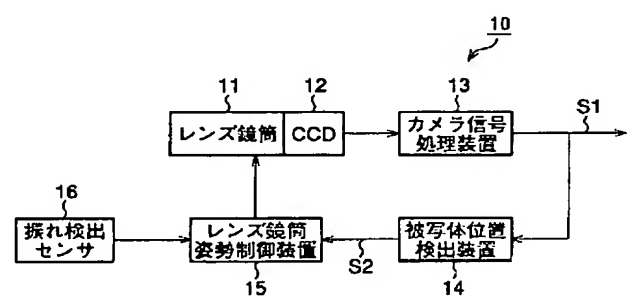 10
11
12
13
S1
レンズ鏡筒
CCD
カメラ信号
処理装置
16
振れ検出
センサ
レンズ鏡筒
姿勢制御装置
被写体位置
検出装置
S2
15
14